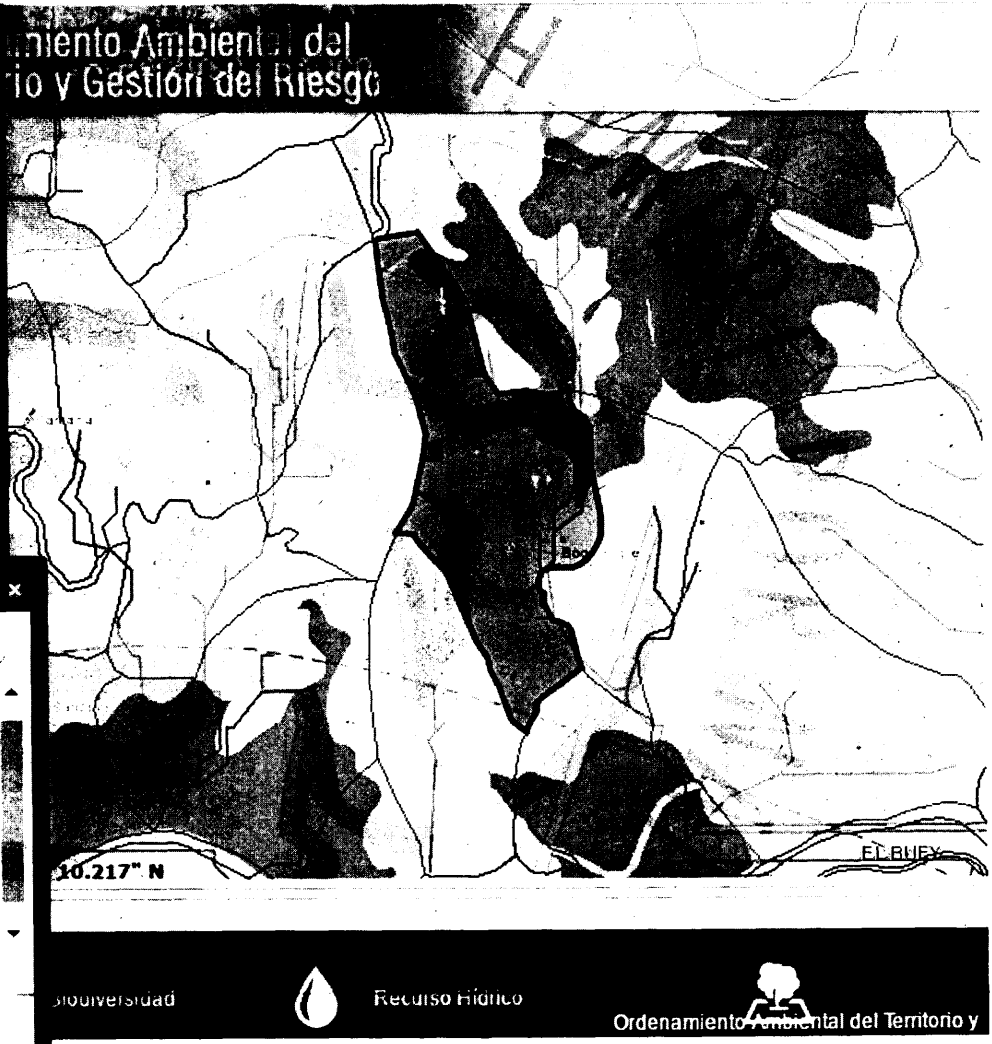 miento Ambiental del
rio y Gestión del Riesgo
EL BUEY
10.217" N
Biodiversidad
Recurso Hídrico
Ordenamiento Ambiental del Territorio y